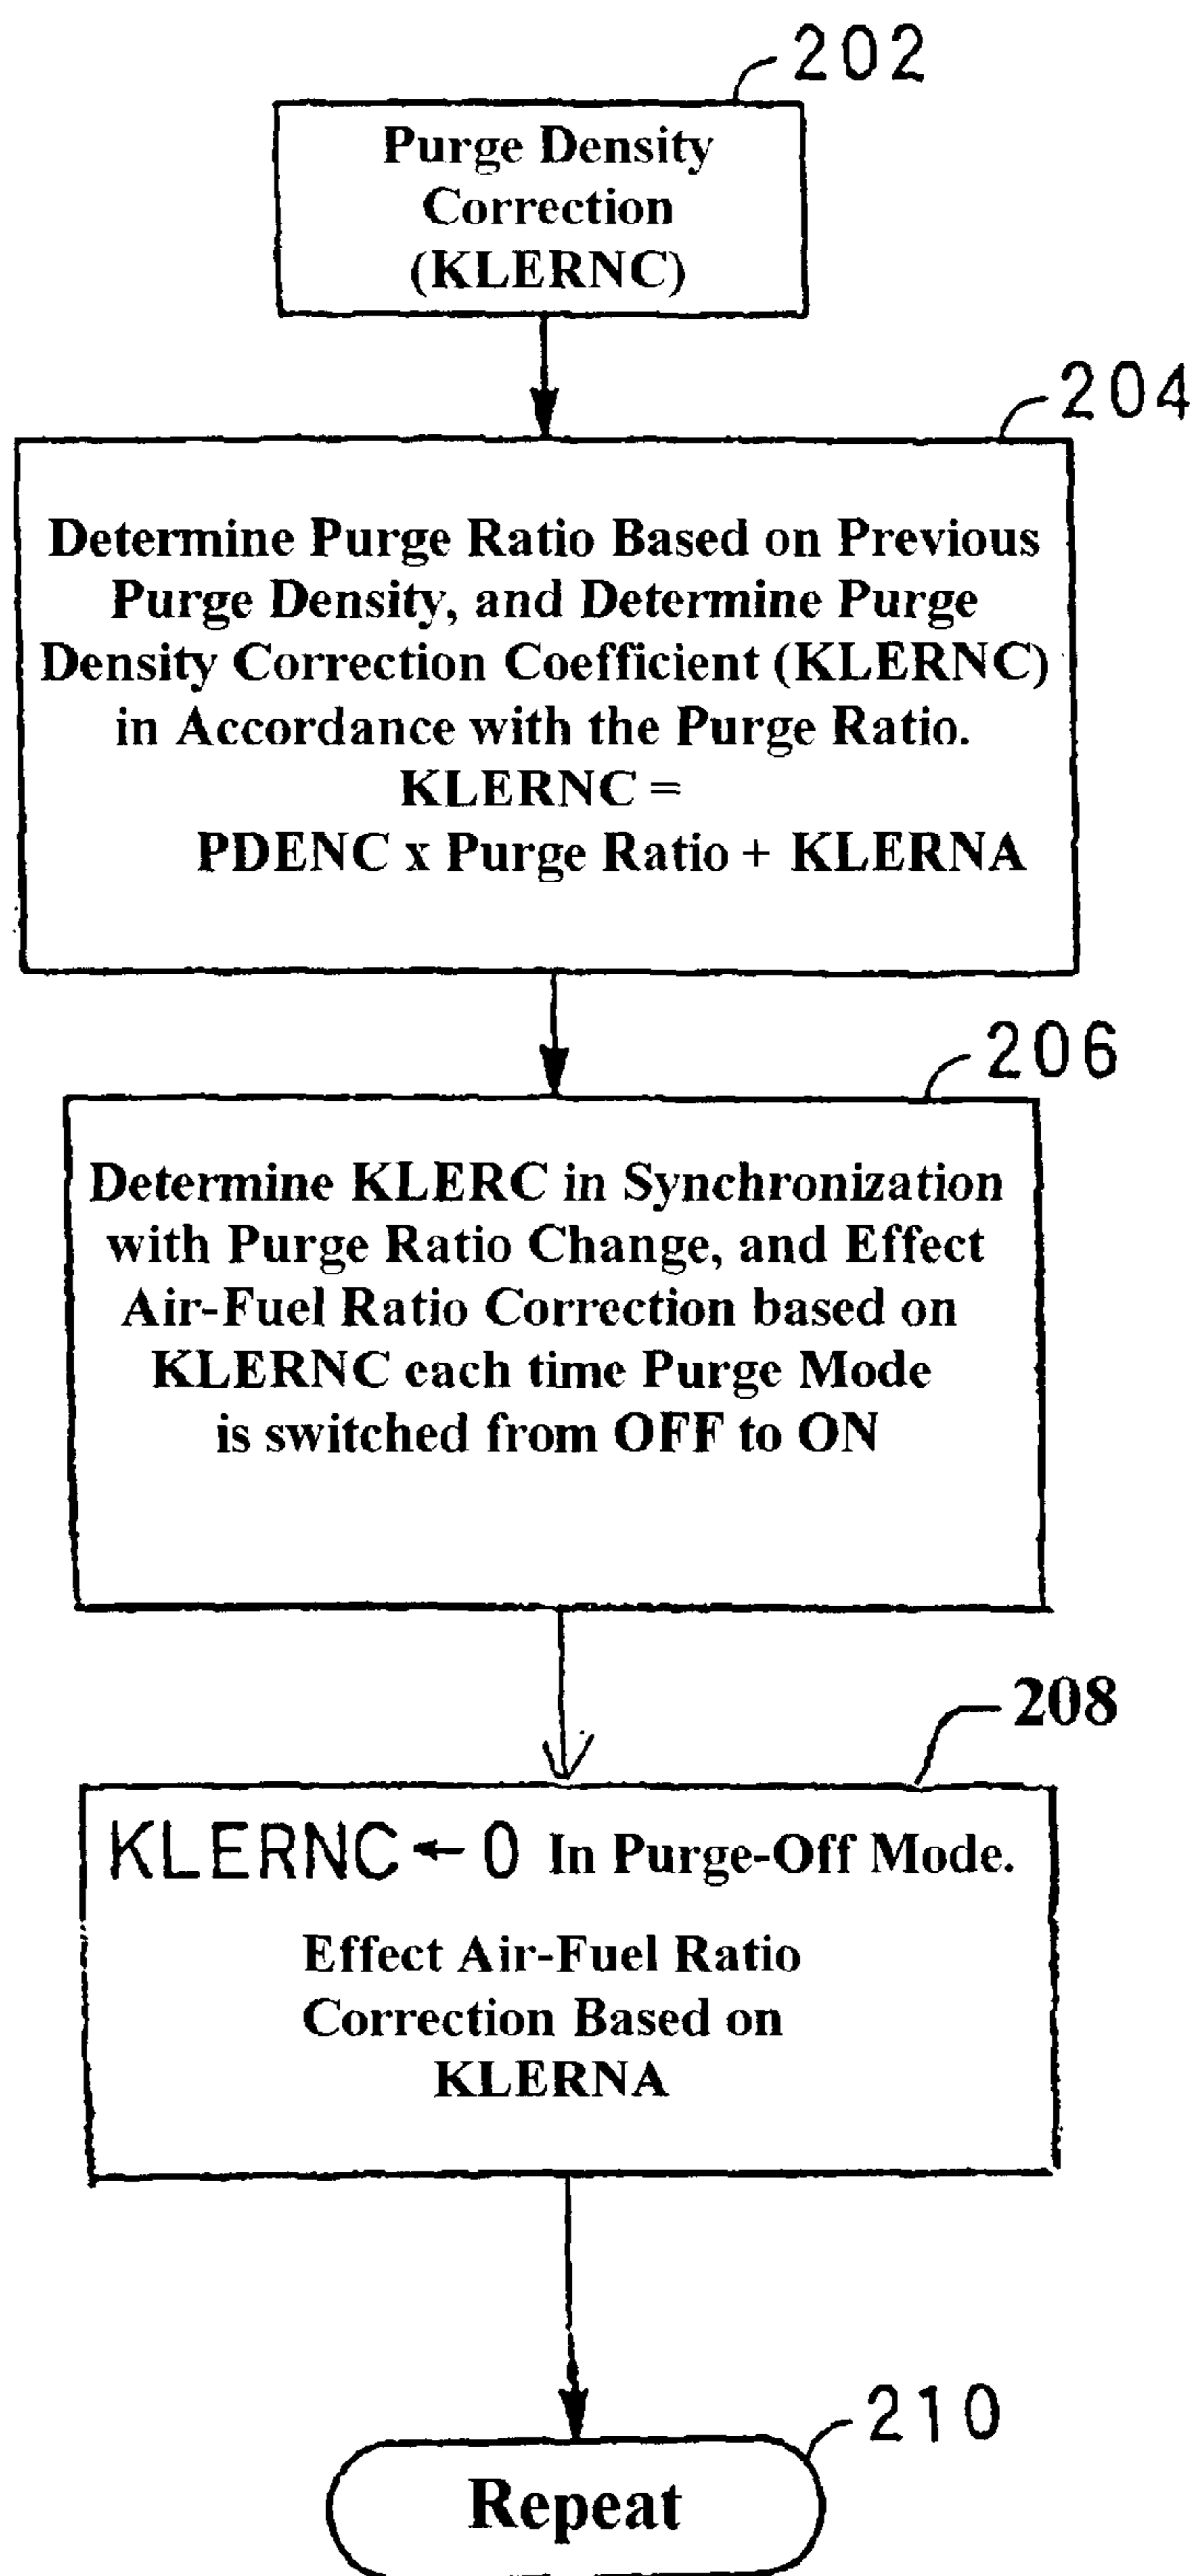 202
Purge Density
Correction
(KLERNC)
204
Determine Purge Ratio Based on Previous
Purge Density, and Determine Purge
Density Correction Coefficient (KLERNC)
in Accordance with the Purge Ratio.
KLERNC =
PDENC x Purge Ratio + KLERNA
206
Determine KLERC in Synchronization
with Purge Ratio Change, and Effect
Air-Fuel Ratio Correction based on
KLERNC each time Purge Mode
is switched from OFF to ON
208
KLERNC ← 0 In Purge-Off Mode.
Effect Air-Fuel Ratio
Correction Based on
KLERNA
210
Repeat